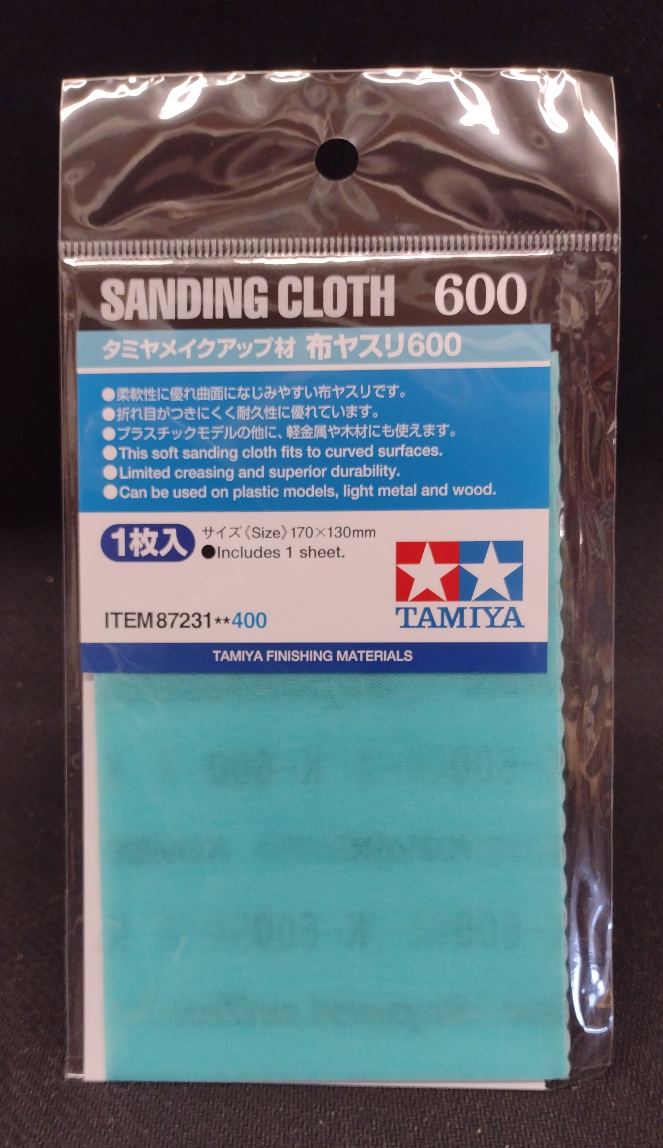 SANDING CLOTH 600
タミヤメイクアップ材 布ヤスリ600
●柔軟性に優れ曲面になじみやすい布ヤスリです。
●折れ目がつきにくく耐久性に優れています。
●プラスチックモデルの他に、軽金属や木材にも使えます。
●This soft sanding cloth fits to curved surfaces.
●Limited creasing and superior durability.
●Can be used on plastic models, light metal and wood.
1枚入
サイズ《Size》170×130mm
●Includes 1 sheet.
TAMIYA
ITEM 87231★★400
TAMIYA FINISHING MATERIALS
K-600
K-600